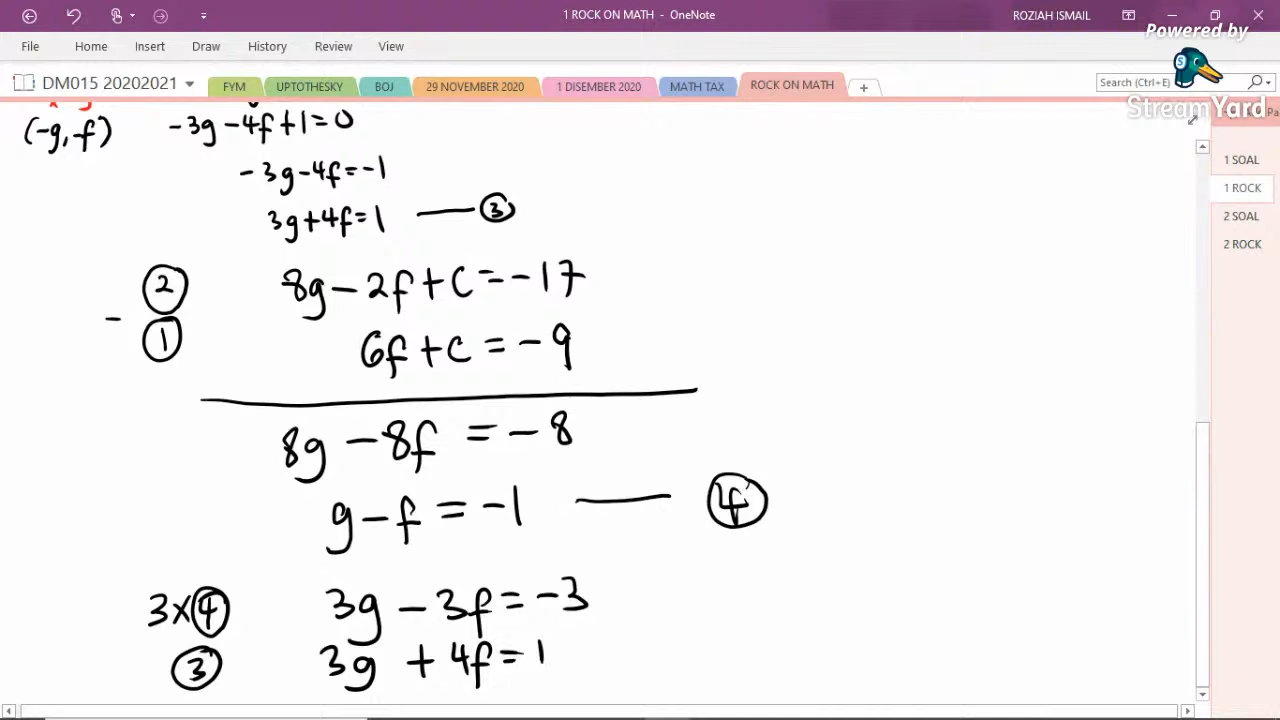 1 ROCK ON MATH - OneNote
ROZIAH ISMAIL
Powered by
StreamYard
File Home Insert Draw History Review View
DM015 20202021
FYM UPTOTHESKY BOJ 29 NOVEMBER 2020 1 DISEMBER 2020 MATH TAX ROCK ON MATH +
Search (Ctrl+E)
1 SOAL
1 ROCK
2 SOAL
2 ROCK
(-g, -f) -3g - 4f + 1 = 0
-3g - 4f = -1
3g + 4f = 1 —— ③
② 8g - 2f + c = -17
- ① 6f + c = -9
8g - 8f = -8
g - f = -1 —— ④
3×④ 3g - 3f = -3
③ 3g + 4f = 1